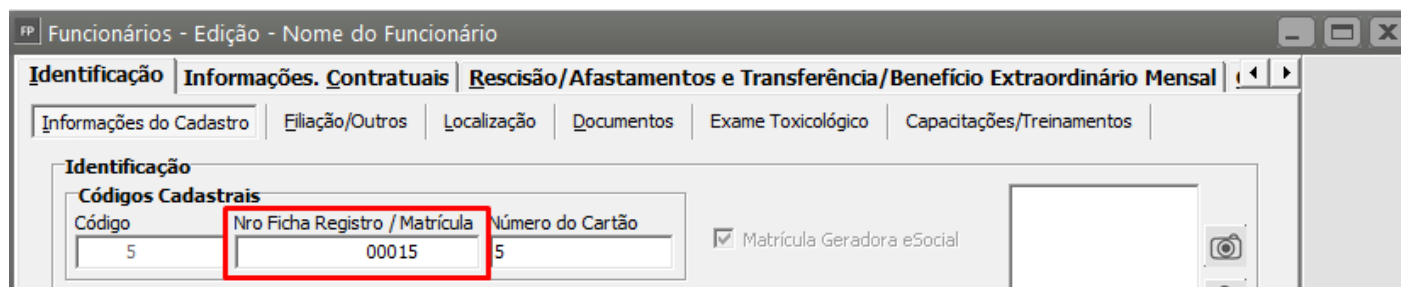 FP Funcionários - Edição - Nome do Funcionário
Identificação Informações. Contratuais Rescisão/Afastamentos e Transferência/Benefício Extraordinário Mensal
Informações do Cadastro Filiação/Outros Localização Documentos Exame Toxicológico Capacitações/Treinamentos
Identificação
Códigos Cadastrais
Código Nro Ficha Registro / Matrícula Número do Cartão
5 00015 5
Matrícula Geradora eSocial